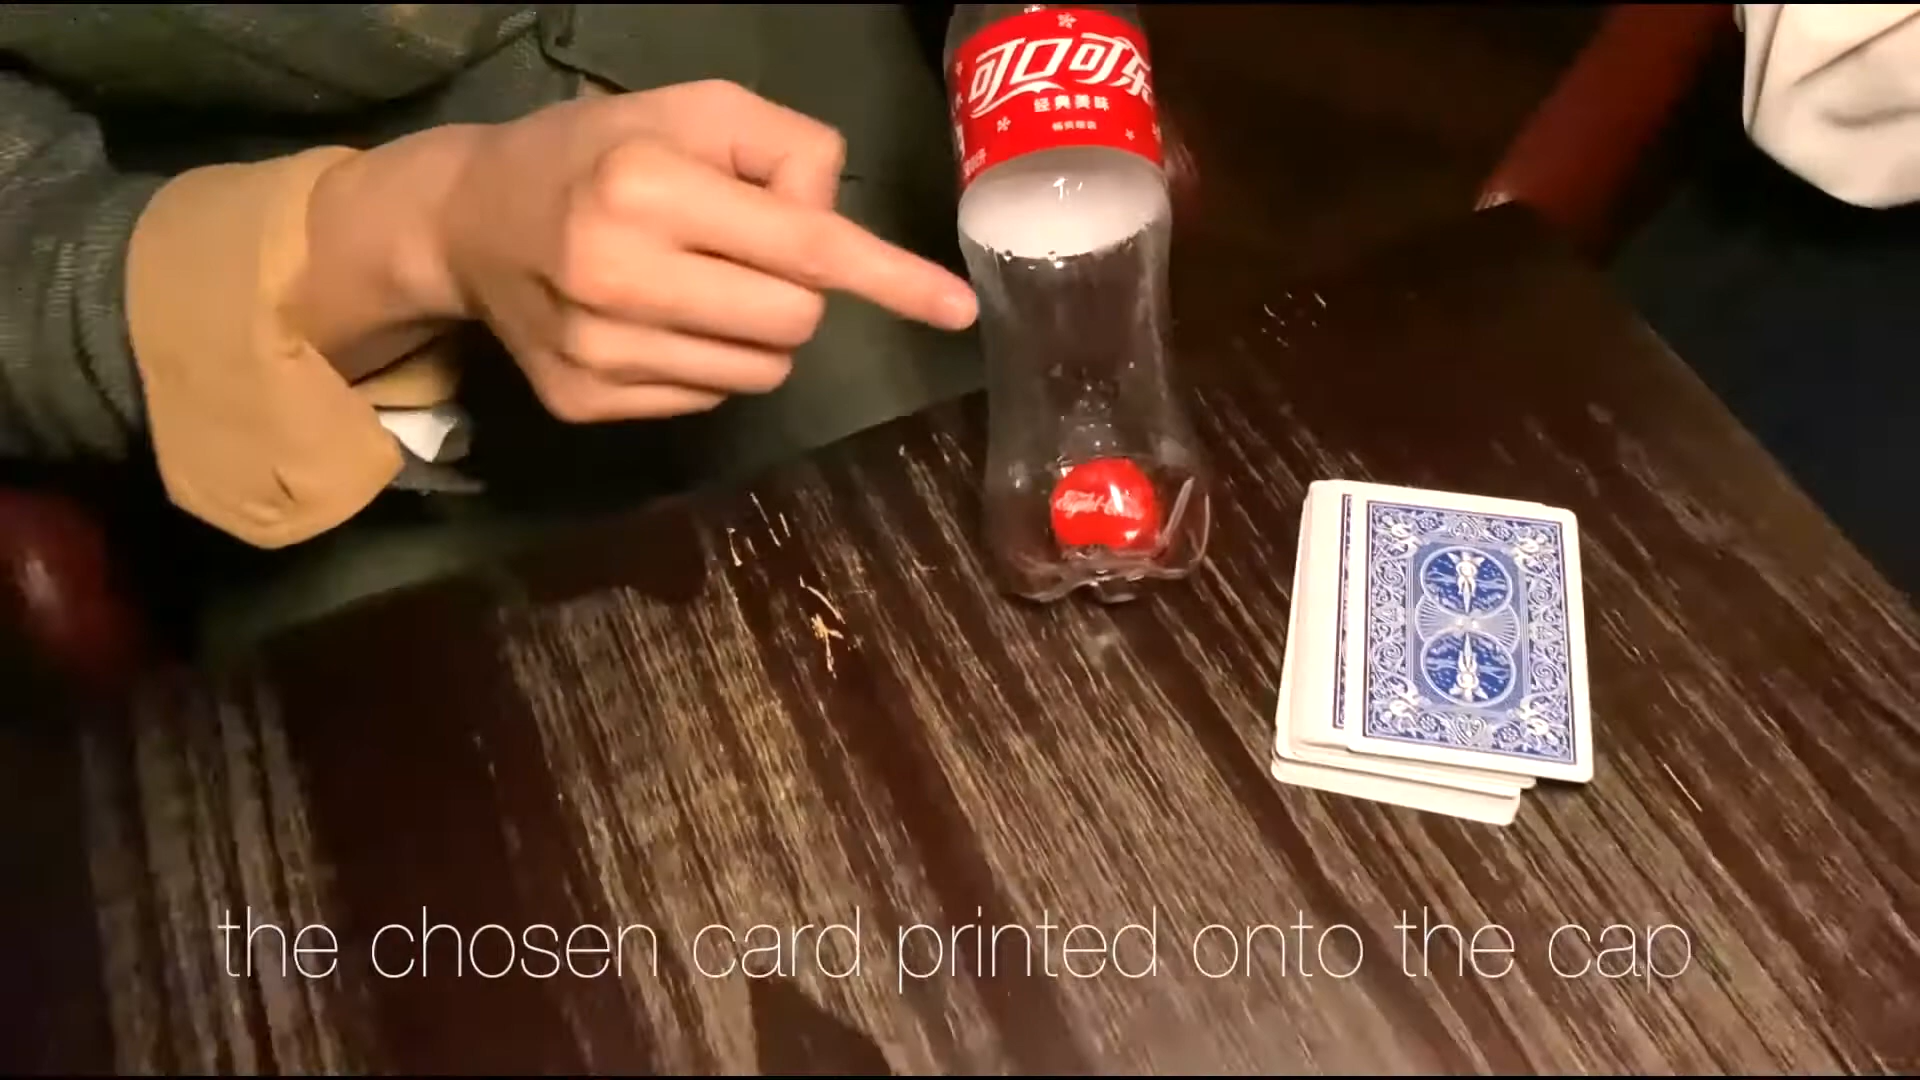 可口可乐
经典美味
the chosen card printed onto the cap